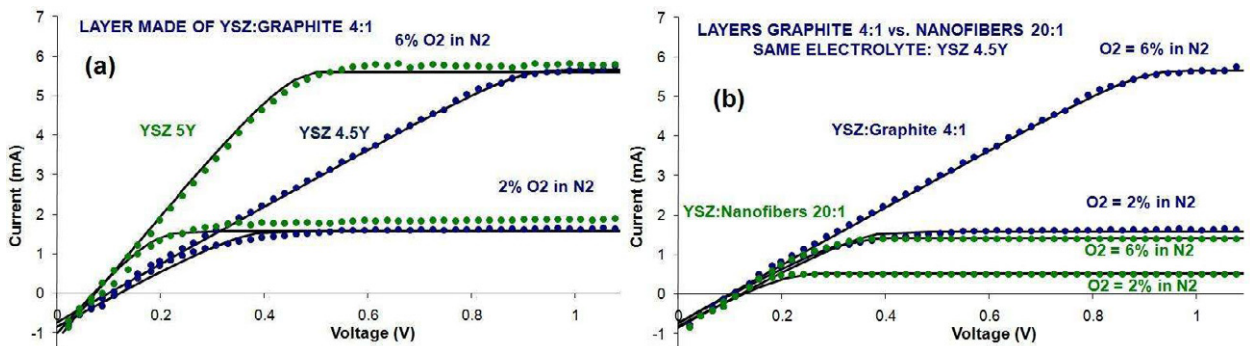 LAYER MADE OF YSZ:GRAPHITE 4:1
(a)
6% O2 in N2
YSZ 5Y
YSZ 4.5Y
2% O2 in N2
Current (mA)
7
6
5
4
3
2
1
0
-1
0
0.2
0.4
0.6
0.8
1
Voltage (V)
LAYERS GRAPHITE 4:1 vs. NANOFIBERS 20:1
SAME ELECTROLYTE: YSZ 4.5Y
(b)
O2 = 6% in N2
YSZ:Graphite 4:1
YSZ:Nanofibers 20:1
O2 = 2% in N2
O2 = 6% in N2
O2 = 2% in N2
Current (mA)
7
6
5
4
3
2
1
0
-1
0
0.2
0.4
0.6
0.8
1
Voltage (V)